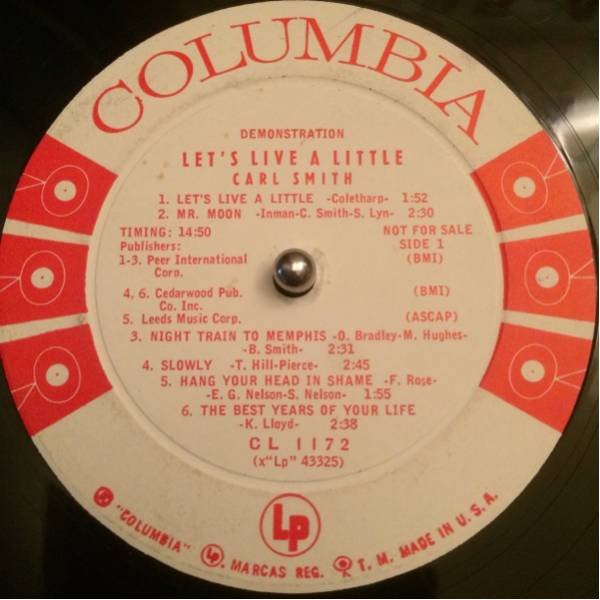 COLUMBIA
DEMONSTRATION
LET'S LIVE A LITTLE
CARL SMITH
1. LET'S LIVE A LITTLE -Coletharp- 1:52
2. MR. MOON -Inman-C. Smith-S. Lyn- 2:30
TIMING: 14:50 NOT FOR SALE
Publishers: SIDE 1
1-3. Peer International (BMI)
Corp.
4, 6. Cedarwood Pub. (BMI)
Co. Inc.
5. Leeds Music Corp. (ASCAP)
3. NIGHT TRAIN TO MEMPHIS -O. Bradley-M. Hughes-
-B. Smith- 2:31
4. SLOWLY -T. Hill-Pierce- 2:45
5. HANG YOUR HEAD IN SHAME -F. Rose-
-E. G. Nelson-S. Nelson- 1:55
6. THE BEST YEARS OF YOUR LIFE
-K. Lloyd- 2:38
CL 1172
(x"Lp" 43325)
Lp
"COLUMBIA" Lp. MARCAS REG. T. M. MADE IN U. S. A.